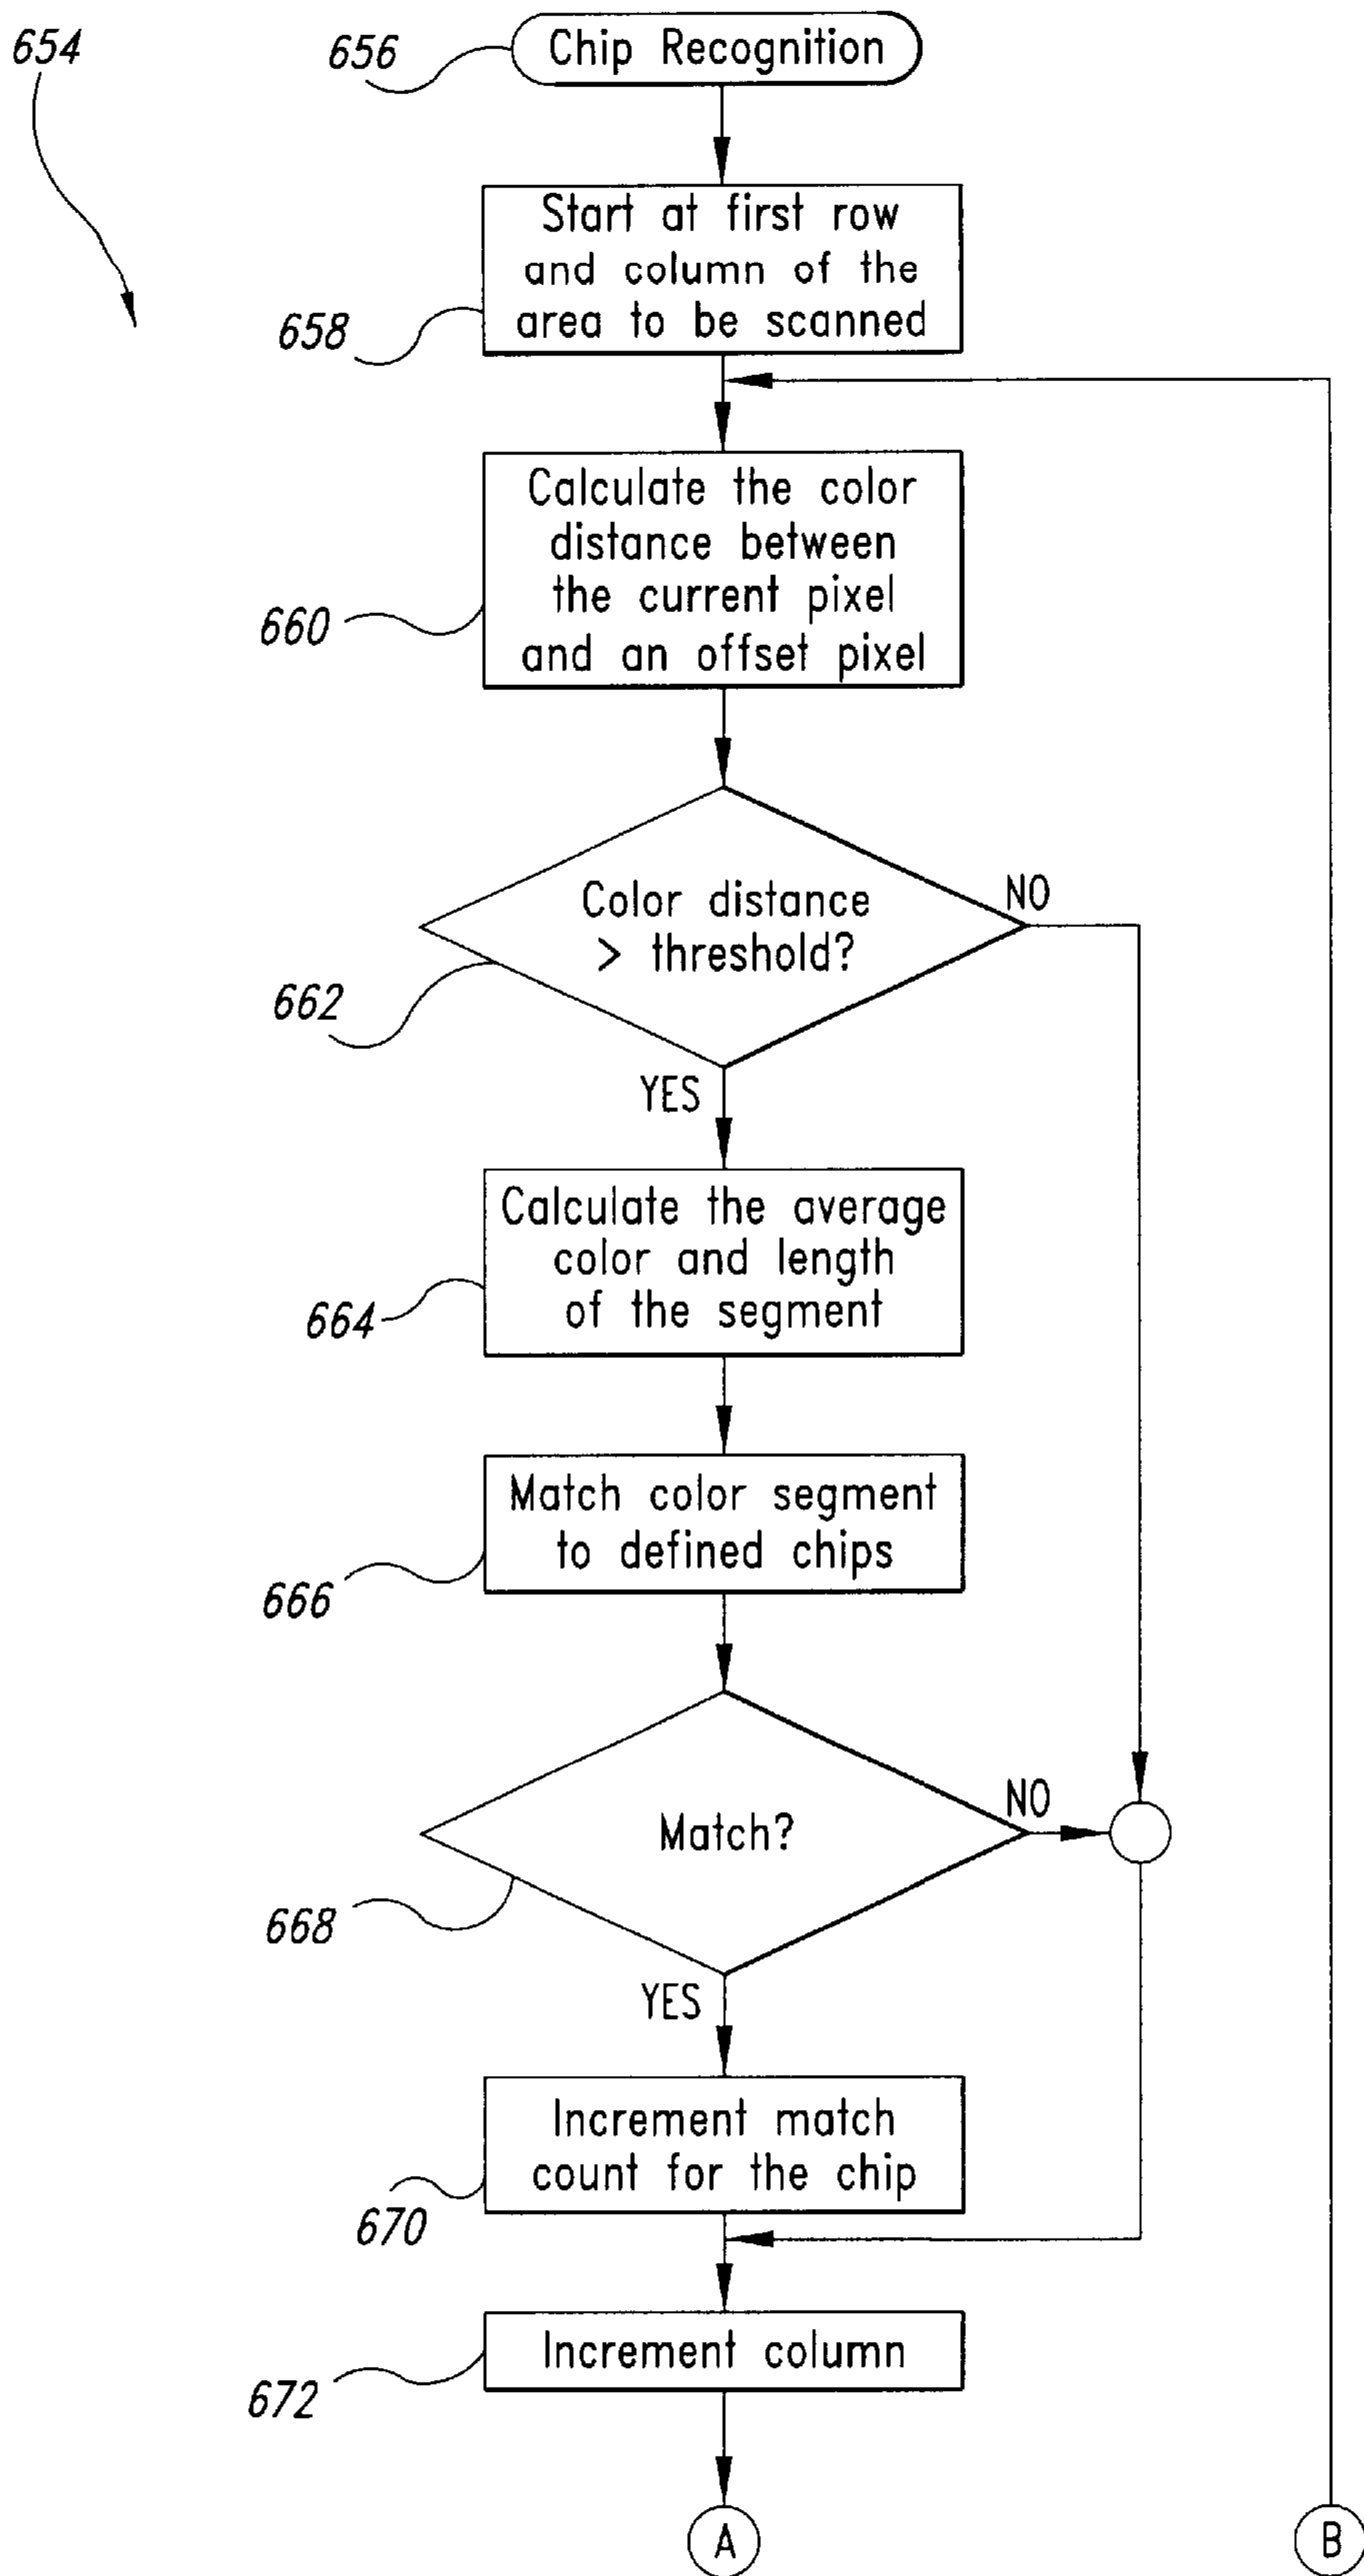 654
656
Chip Recognition
Start at first row
and column of the
area to be scanned
658
Calculate the color
distance between
the current pixel
and an offset pixel
660
Color distance
> threshold?
NO
662
YES
Calculate the average
color and length
of the segment
664
Match color segment
to defined chips
666
Match?
NO
668
YES
Increment match
count for the chip
670
Increment column
672
A
B